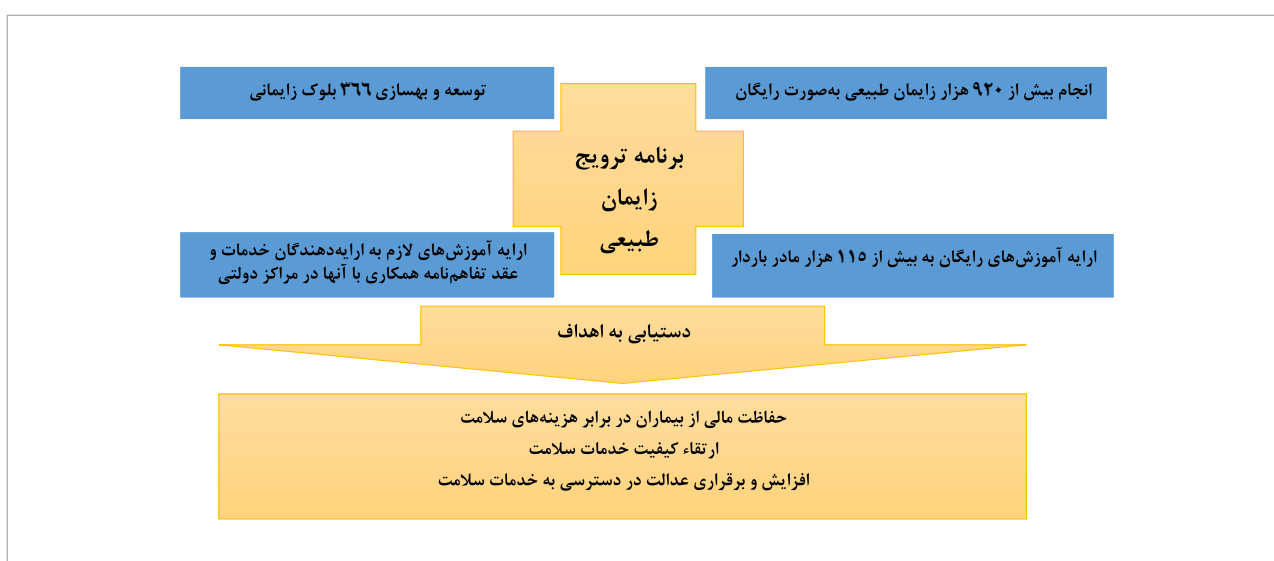 انجام بیش از ۹۲۰ هزار زایمان طبیعی به‌صورت رایگان
توسعه و بهسازی ۳٦٦ بلوک زایمانی
برنامه ترویج
زایمان
طبیعی
ارایه آموزش‌های رایگان به بیش از ۱۱۵ هزار مادر باردار
ارایه آموزش‌های لازم به ارایه‌دهندگان خدمات و
عقد تفاهم‌نامه همکاری با آنها در مراکز دولتی
دستیابی به اهداف
حفاظت مالی از بیماران در برابر هزینه‌های سلامت
ارتقاء کیفیت خدمات سلامت
افزایش و برقراری عدالت در دسترسی به خدمات سلامت